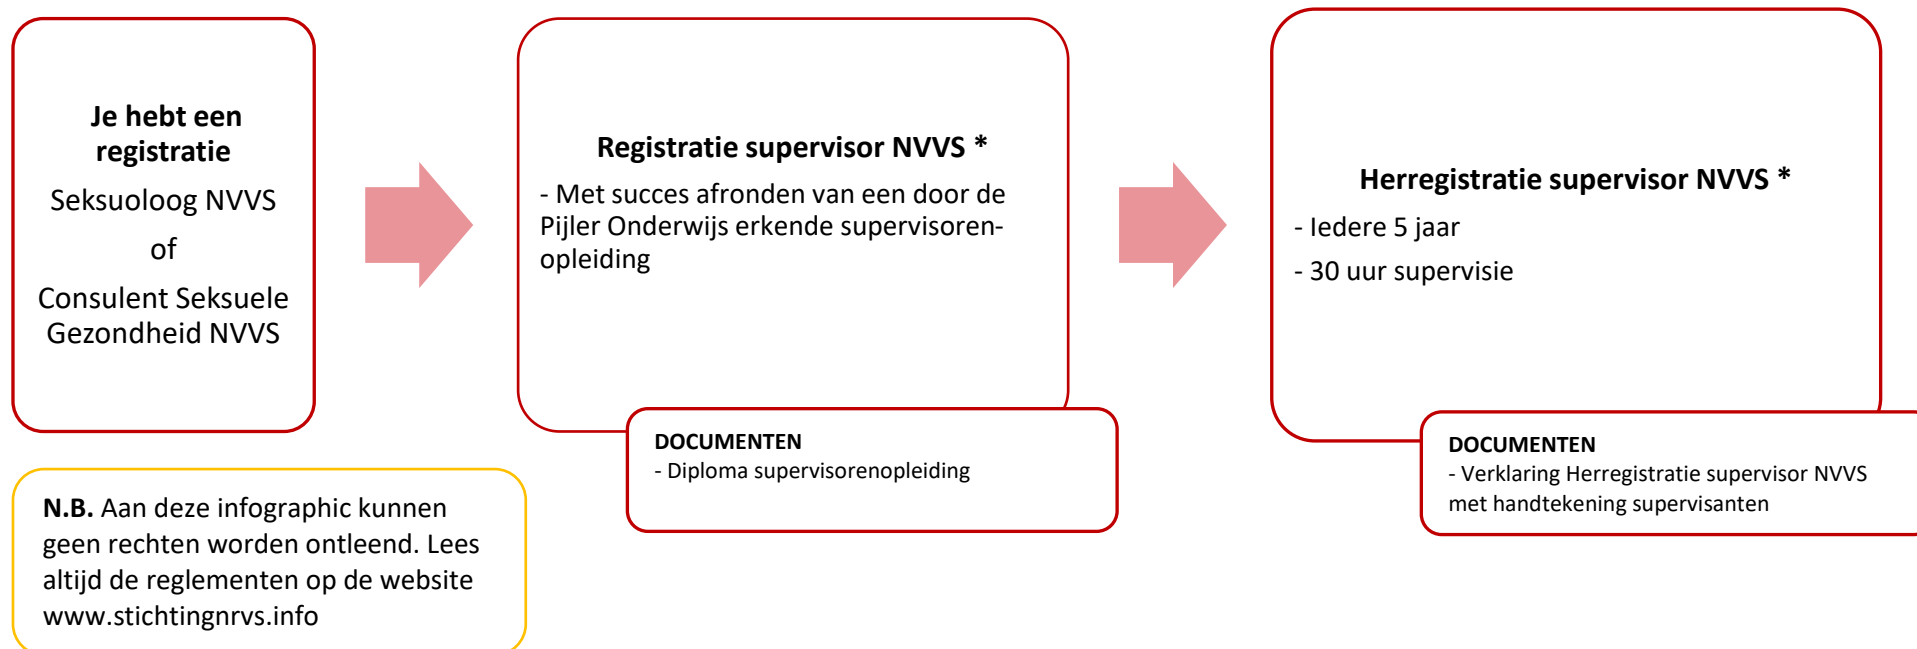 Je hebt een
registratie
Seksuoloog NVVS
of
Consulent Seksuele
Gezondheid NVVS
Registratie supervisor NVVS *
- Met succes afronden van een door de
Pijler Onderwijs erkende supervisoren-
opleiding
DOCUMENTEN
- Diploma supervisorenopleiding
Herregistratie supervisor NVVS *
- Iedere 5 jaar
- 30 uur supervisie
DOCUMENTEN
- Verklaring Herregistratie supervisor NVVS
met handtekening supervisanten
N.B. Aan deze infographic kunnen
geen rechten worden ontleend. Lees
altijd de reglementen op de website
www.stichtingnrvs.info